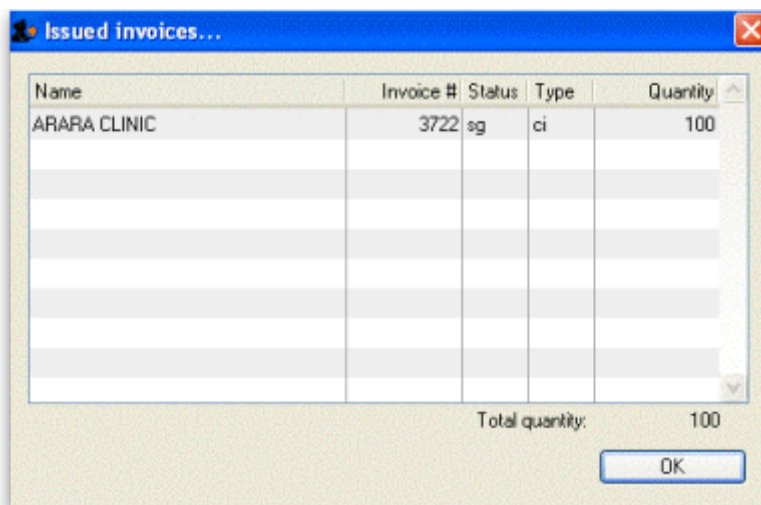 Issued invoices...
Name Invoice # Status Type Quantity
ARARA CLINIC 3722 sg ci 100
Total quantity: 100
OK